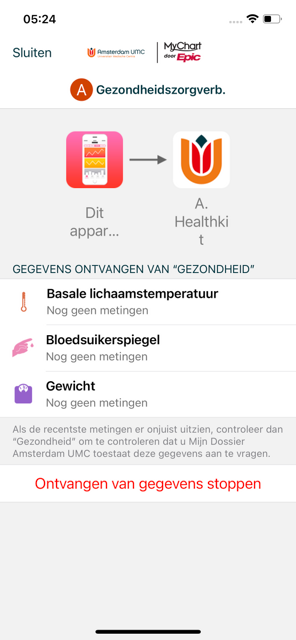 05:24
Sluiten
Amsterdam UMC
MyChart
door Epic
A
Gezondheidszorgverb.
Dit
appar...
A.
Healthki
t
GEGEVENS ONTVANGEN VAN “GEZONDHEID”
Basale lichaamstemperatuur
Nog geen metingen
Bloedsuikerspiegel
Nog geen metingen
Gewicht
Nog geen metingen
Als de recentste metingen er onjuist uitzien, controleer dan
“Gezondheid” om te controleren dat u Mijn Dossier
Amsterdam UMC toestaat deze gegevens aan te vragen.
Ontvangen van gegevens stoppen